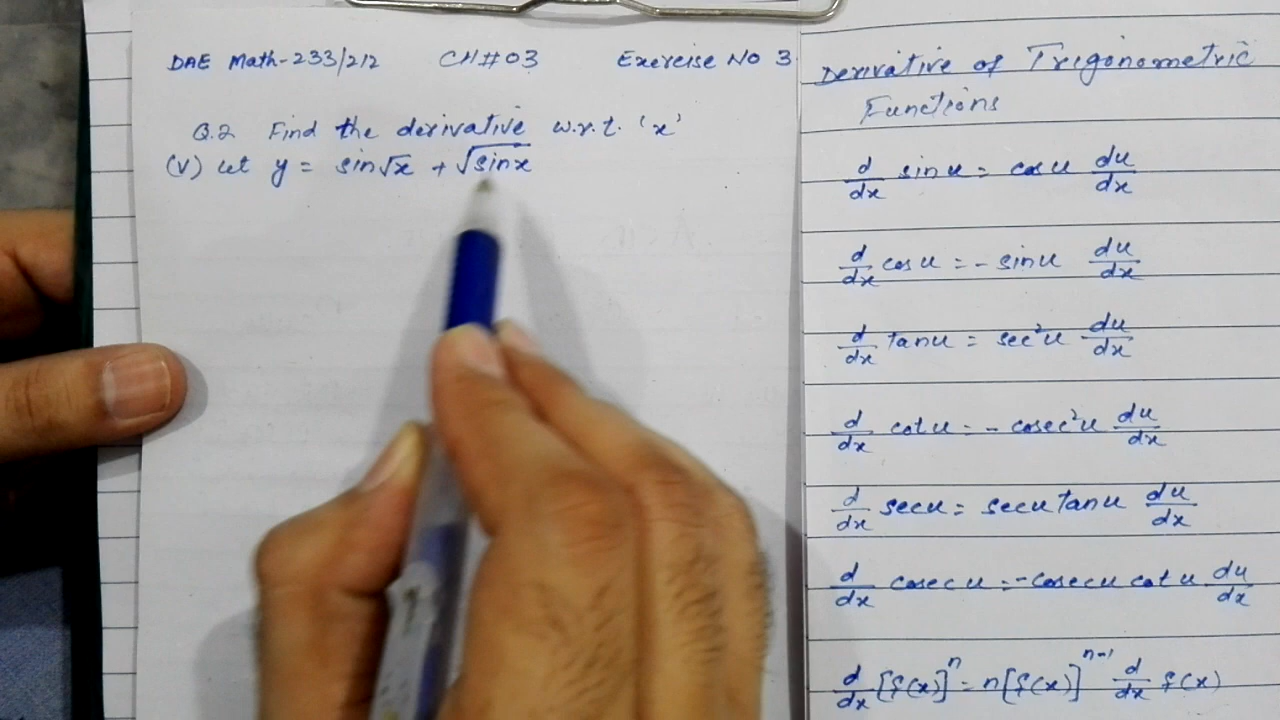 DAE Math-233/212 CH#03 Exercise No 3
Q.2 Find the derivative w.r.t. 'x'
(V) Let y = sin√x + √sinx
Derivative of Trigonometric
Functions
d/dx sinu = cosu du/dx
d/dx cosu = -sinu du/dx
d/dx tanu = sec²u du/dx
d/dx cotu = -cosec²u du/dx
d/dx secu = secu tanu du/dx
d/dx cosecu = -cosecu cotu du/dx
d/dx [f(x)]ⁿ = n[f(x)]ⁿ⁻¹ d/dx f(x)